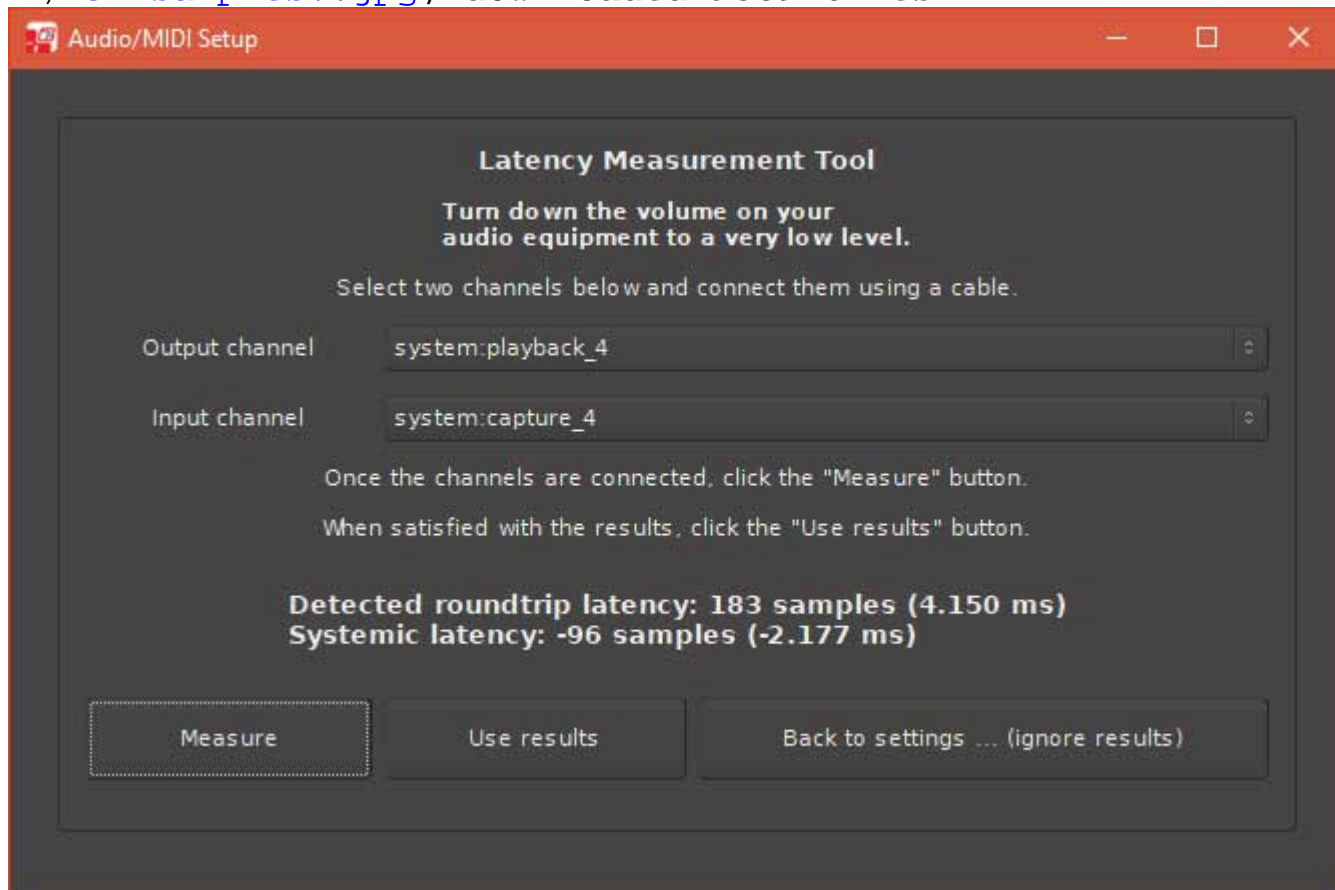 Audio/MIDI Setup
Latency Measurement Tool
Turn down the volume on your
audio equipment to a very low level.
Select two channels below and connect them using a cable.
Output channel system:playback_4
Input channel system:capture_4
Once the channels are connected, click the "Measure" button.
When satisfied with the results, click the "Use results" button.
Detected roundtrip latency: 183 samples (4.150 ms)
Systemic latency: -96 samples (-2.177 ms)
Measure Use results Back to settings ... (ignore results)